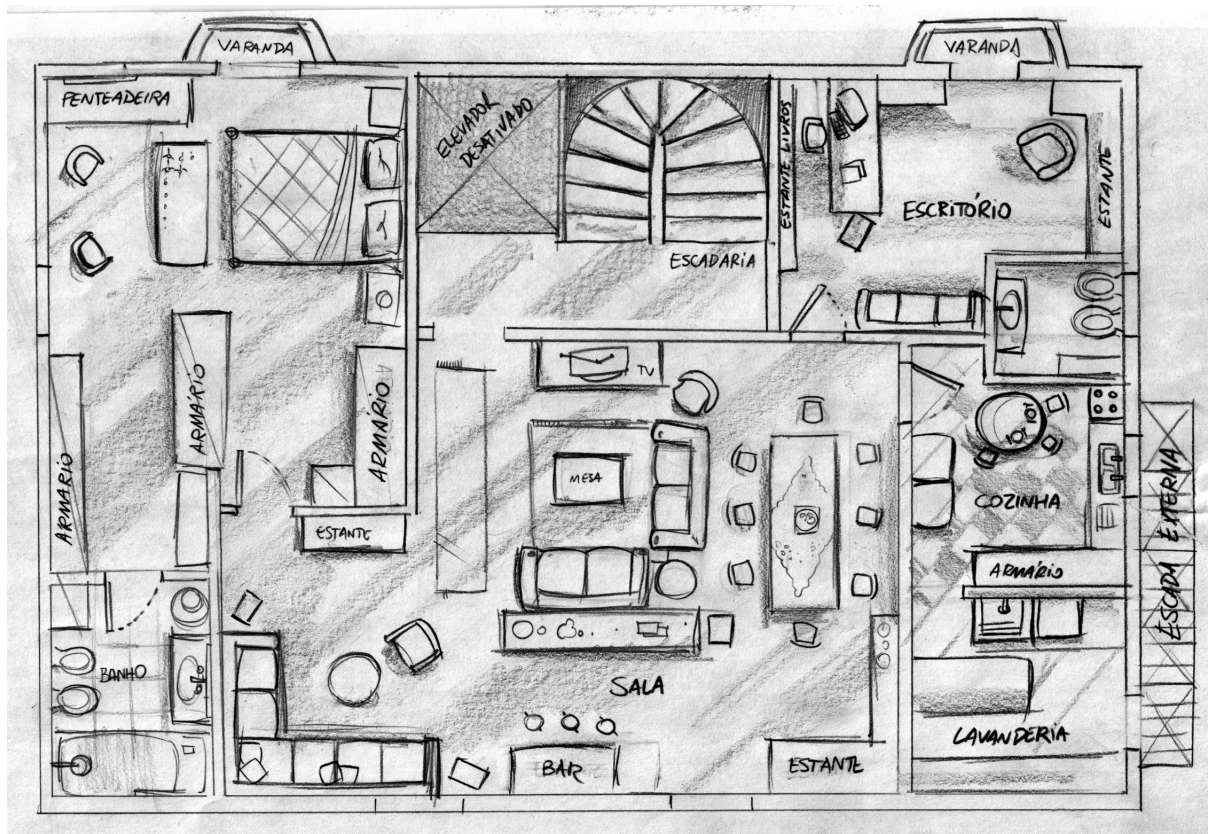 VARANDA
VARANDA
PENTEADEIRA
ELEVADOR
DESATIVADO
ESTANTE LIVROS
ESCRITÓRIO
ESTANTE
ESCADARIA
TV
ARMÁRIO
ARMÁRIO
ARMARIO
MESA
COZINHA
ESTANTE
ARMÁRIO
ESCADA EXTERNA
BANHO
SALA
LAVANDERIA
BAR
ESTANTE